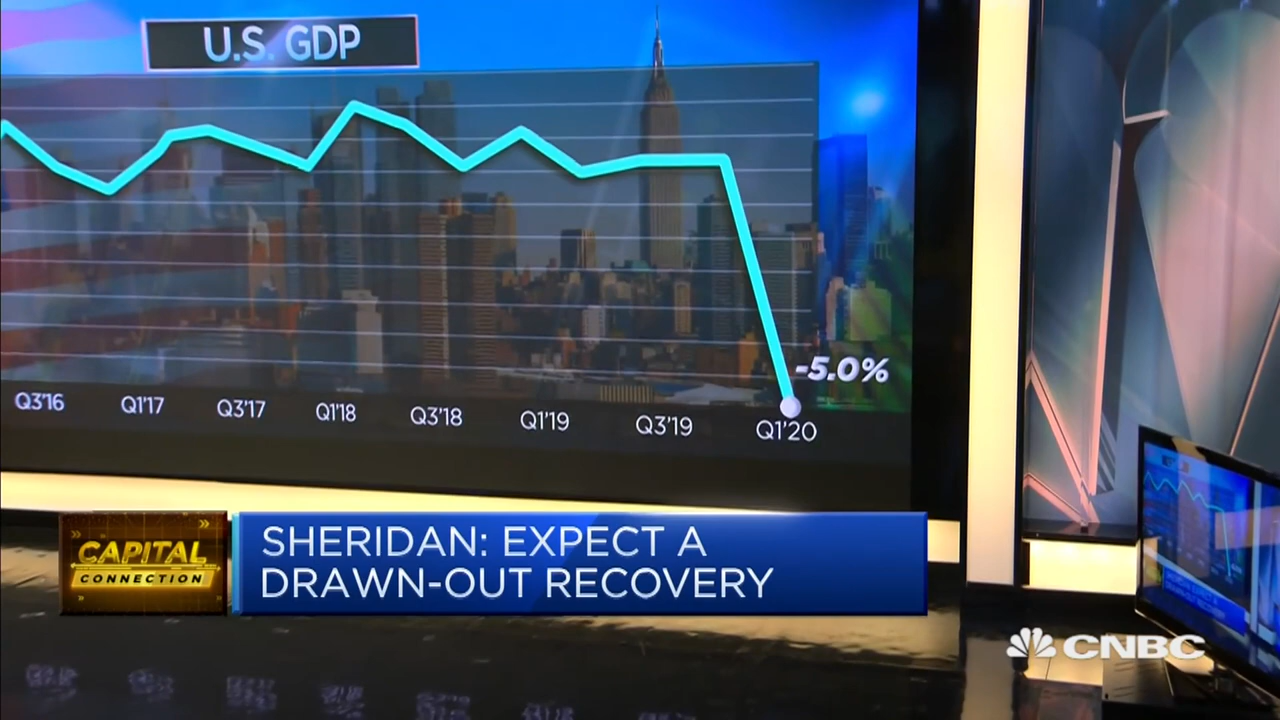 U.S. GDP
-5.0%
Q3'16 Q1'17 Q3'17 Q1'18 Q3'18 Q1'19 Q3'19 Q1'20
CAPITAL
CONNECTION
SHERIDAN: EXPECT A
DRAWN-OUT RECOVERY
CNBC